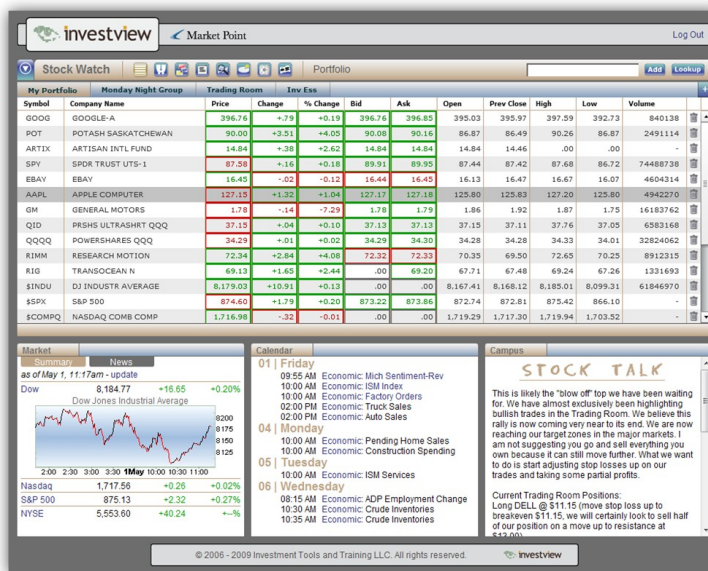 investview Market Point Log Out
Stock Watch Portfolio Add Lookup
My Portfolio Monday Night Group Trading Room Inv Ess
Symbol Company Name Price Change % Change Bid Ask Open Prev Close High Low Volume
GOOG GOOGLE-A 396.76 +.79 +0.19 396.76 396.85 395.03 395.97 397.59 392.73 840138
POT POTASH SASKATCHEWAN 90.00 +3.51 +4.05 90.08 90.16 86.87 86.49 90.26 86.87 2491114
ARTIX ARTISAN INTL FUND 14.84 +.38 +2.62 14.84 14.84 14.84 14.46 .00 .00 -
SPY SPDR TRUST UTS-1 87.58 +.16 +0.18 89.91 89.95 87.44 87.42 87.68 86.72 74488738
EBAY EBAY 16.45 -.02 -0.12 16.44 16.45 16.13 16.47 16.67 16.07 4604314
AAPL APPLE COMPUTER 127.15 +1.32 +1.04 127.17 127.18 125.80 125.83 127.20 125.80 4942270
GM GENERAL MOTORS 1.78 -.14 -7.29 1.78 1.79 1.86 1.92 1.87 1.75 16183762
QID PRSHS ULTRASHRT QQQ 37.15 +.04 +0.10 37.13 37.13 37.15 37.11 37.76 37.05 6583168
QQQQ POWERSHARES QQQ 34.29 +.01 +0.02 34.29 34.30 34.28 34.28 34.33 34.01 32824062
RIMM RESEARCH MOTION 72.34 +2.84 +4.08 72.32 72.33 70.35 69.50 72.65 70.25 8912315
RIG TRANSOCEAN N 69.13 +1.65 +2.44 .00 69.20 67.71 67.48 69.24 67.26 1331693
$INDU DJ INDUSTR AVERAGE 8,179.03 +10.91 +0.13 .00 .00 8,167.41 8,168.12 8,185.01 8,099.31 61846970
$SPX S&P 500 874.60 +1.79 +0.20 873.22 873.86 872.74 872.81 875.42 866.10 -
$COMPQ NASDAQ COMB COMP 1,716.98 -.32 -0.01 .00 .00 1,719.29 1,717.30 1,719.94 1,703.52 -
Market
Summary News
as of May 1, 11:17am - update
Dow 8,184.77 +16.65 +0.20%
Dow Jones Industrial Average
8200
8175
8150
8125
2:00 2:30 3:00 3:30 1May 10:00 10:30 11:00
Nasdaq 1,717.56 +0.26 +0.02%
S&P 500 875.13 +2.32 +0.27%
NYSE 5,553.60 +40.24 +--%
Calendar
01 | Friday
09:55 AM Economic: Mich Sentiment-Rev
10:00 AM Economic: ISM Index
10:00 AM Economic: Factory Orders
02:00 PM Economic: Truck Sales
02:00 PM Economic: Auto Sales
04 | Monday
10:00 AM Economic: Pending Home Sales
10:00 AM Economic: Construction Spending
05 | Tuesday
10:00 AM Economic: ISM Services
06 | Wednesday
08:15 AM Economic: ADP Employment Change
10:30 AM Economic: Crude Inventories
10:35 AM Economic: Crude Inventories
Campus
STOCK TALK
This is likely the "blow off" top we have been waiting
for. We have almost exclusively been highlighting
bullish trades in the Trading Room. We believe this
rally is now coming very near to its end. We are now
reaching our target zones in the major markets. I
am not suggesting you go and sell everything you
own because it can still move further. What we want
to do is start adjusting stop losses up on our
trades and taking some partial profits.
Current Trading Room Positions:
Long DELL @ $11.15 (move stop loss up to
breakeven $11.15, we will certainly look to sell half
of our position on a move up to resistance at
$13.00)
© 2006 - 2009 Investment Tools and Training LLC. All rights reserved. investview